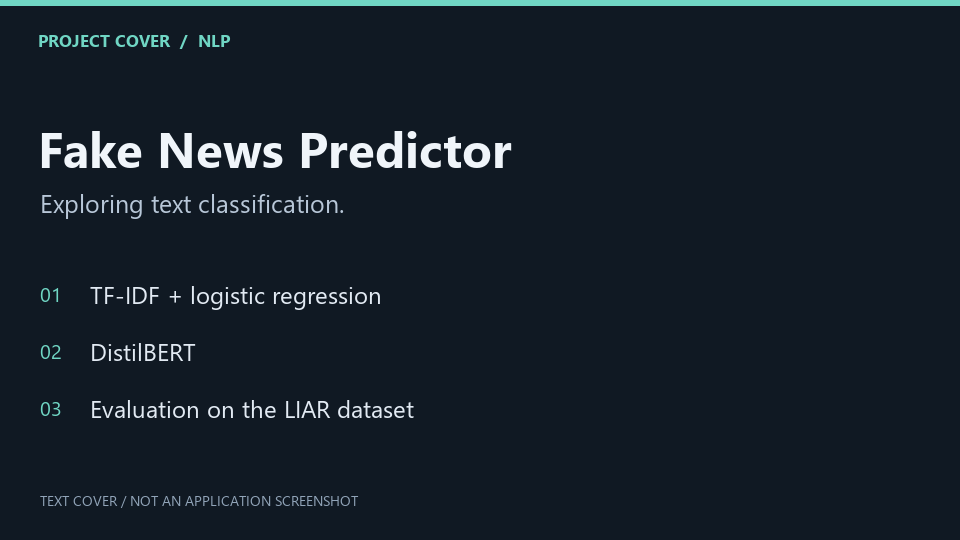 PROJECT COVER / NLP
Fake News Predictor
Exploring text classification.
01 TF-IDF + logistic regression
02 DistilBERT
03 Evaluation on the LIAR dataset
TEXT COVER / NOT AN APPLICATION SCREENSHOT